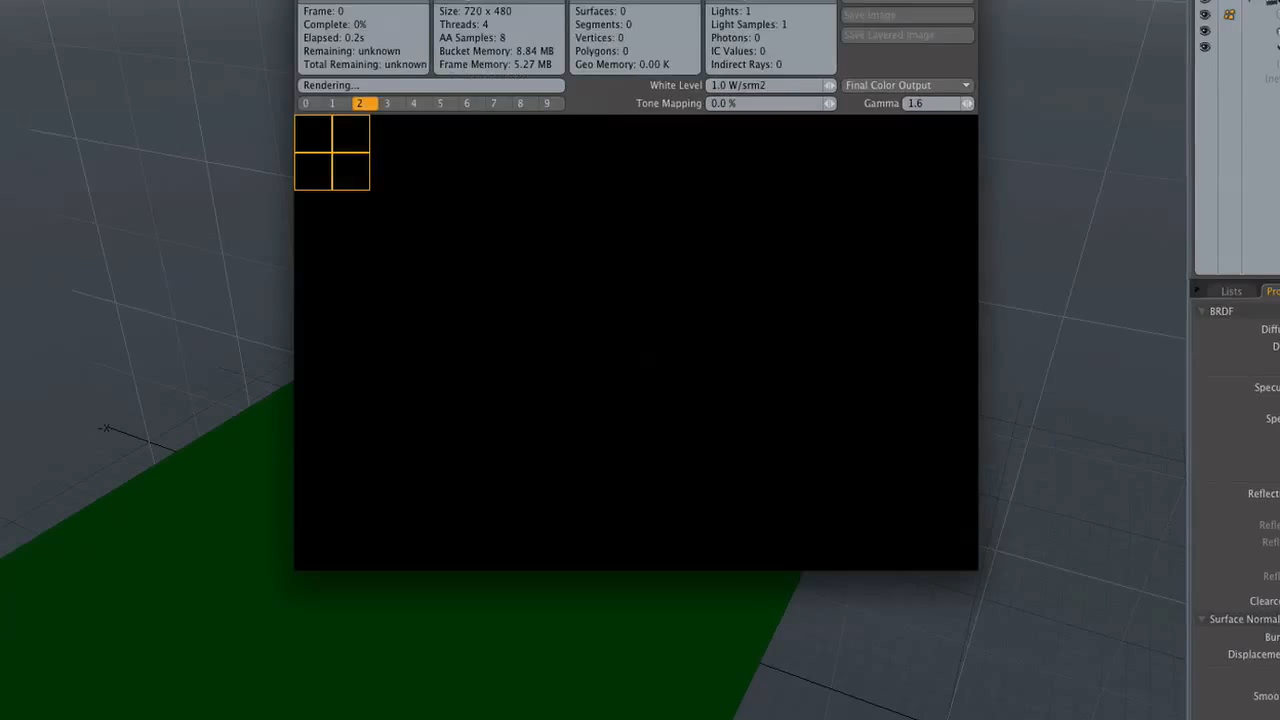 Frame: 0
Complete: 0%
Elapsed: 0.2s
Remaining: unknown
Total Remaining: unknown
Size: 720 x 480
Threads: 4
AA Samples: 8
Bucket Memory: 8.84 MB
Frame Memory: 5.27 MB
Surfaces: 0
Segments: 0
Vertices: 0
Polygons: 0
Geo Memory: 0.00 K
Lights: 1
Light Samples: 1
Photons: 0
IC Values: 0
Indirect Rays: 0
Save Image
Save Layered Image
Rendering...
White Level 1.0 W/srm2
Final Color Output
0 1 2 3 4 5 6 7 8 9
Tone Mapping 0.0 %
Gamma 1.6
-X
Lists
BRDF
Surface Normal